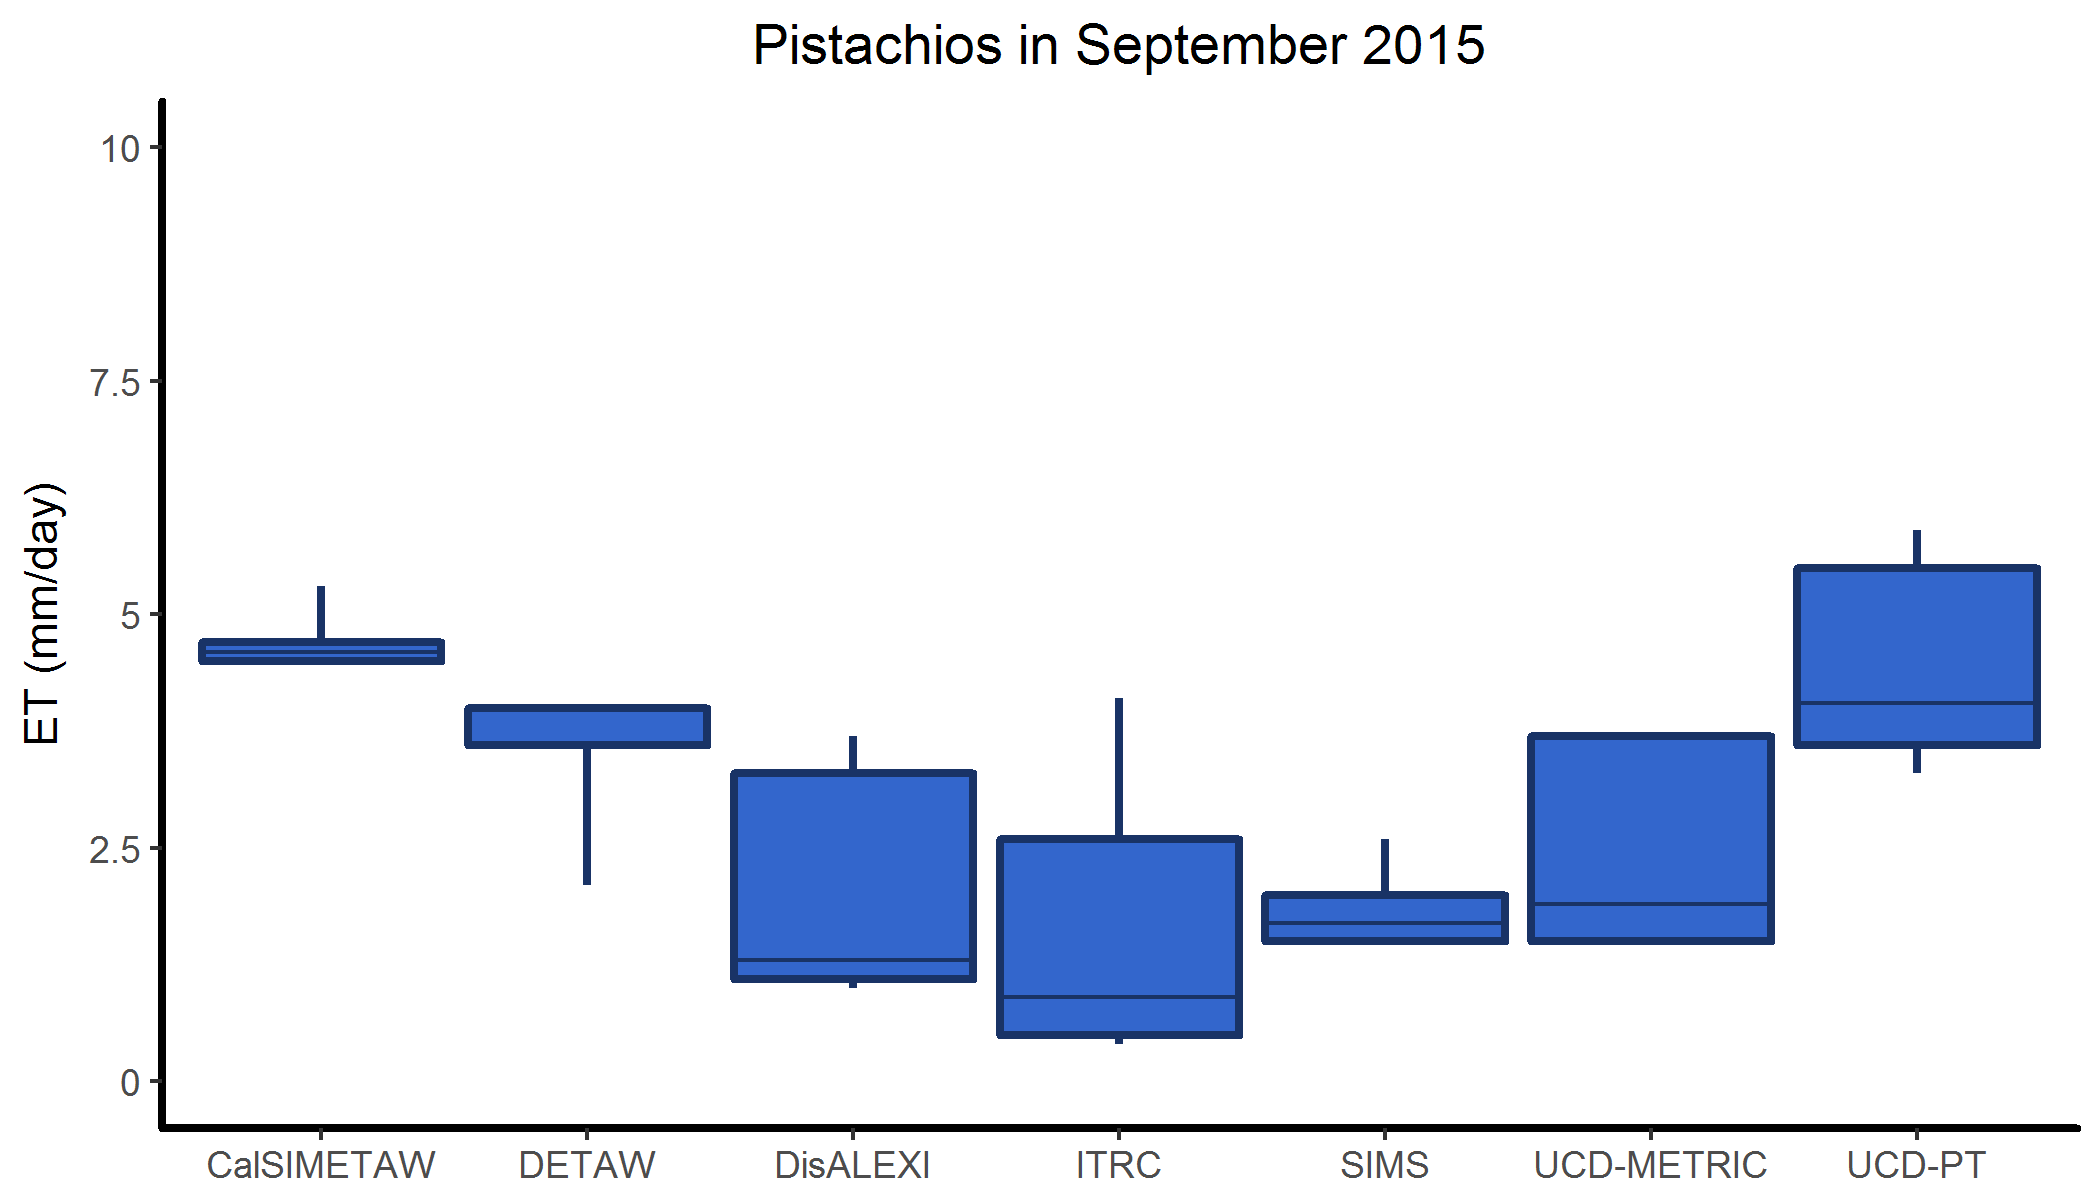 Pistachios in September 2015
ET (mm/day)
10
7.5
5
2.5
0
CalSIMETAW DETAW DisALEXI ITRC SIMS UCD-METRIC UCD-PT